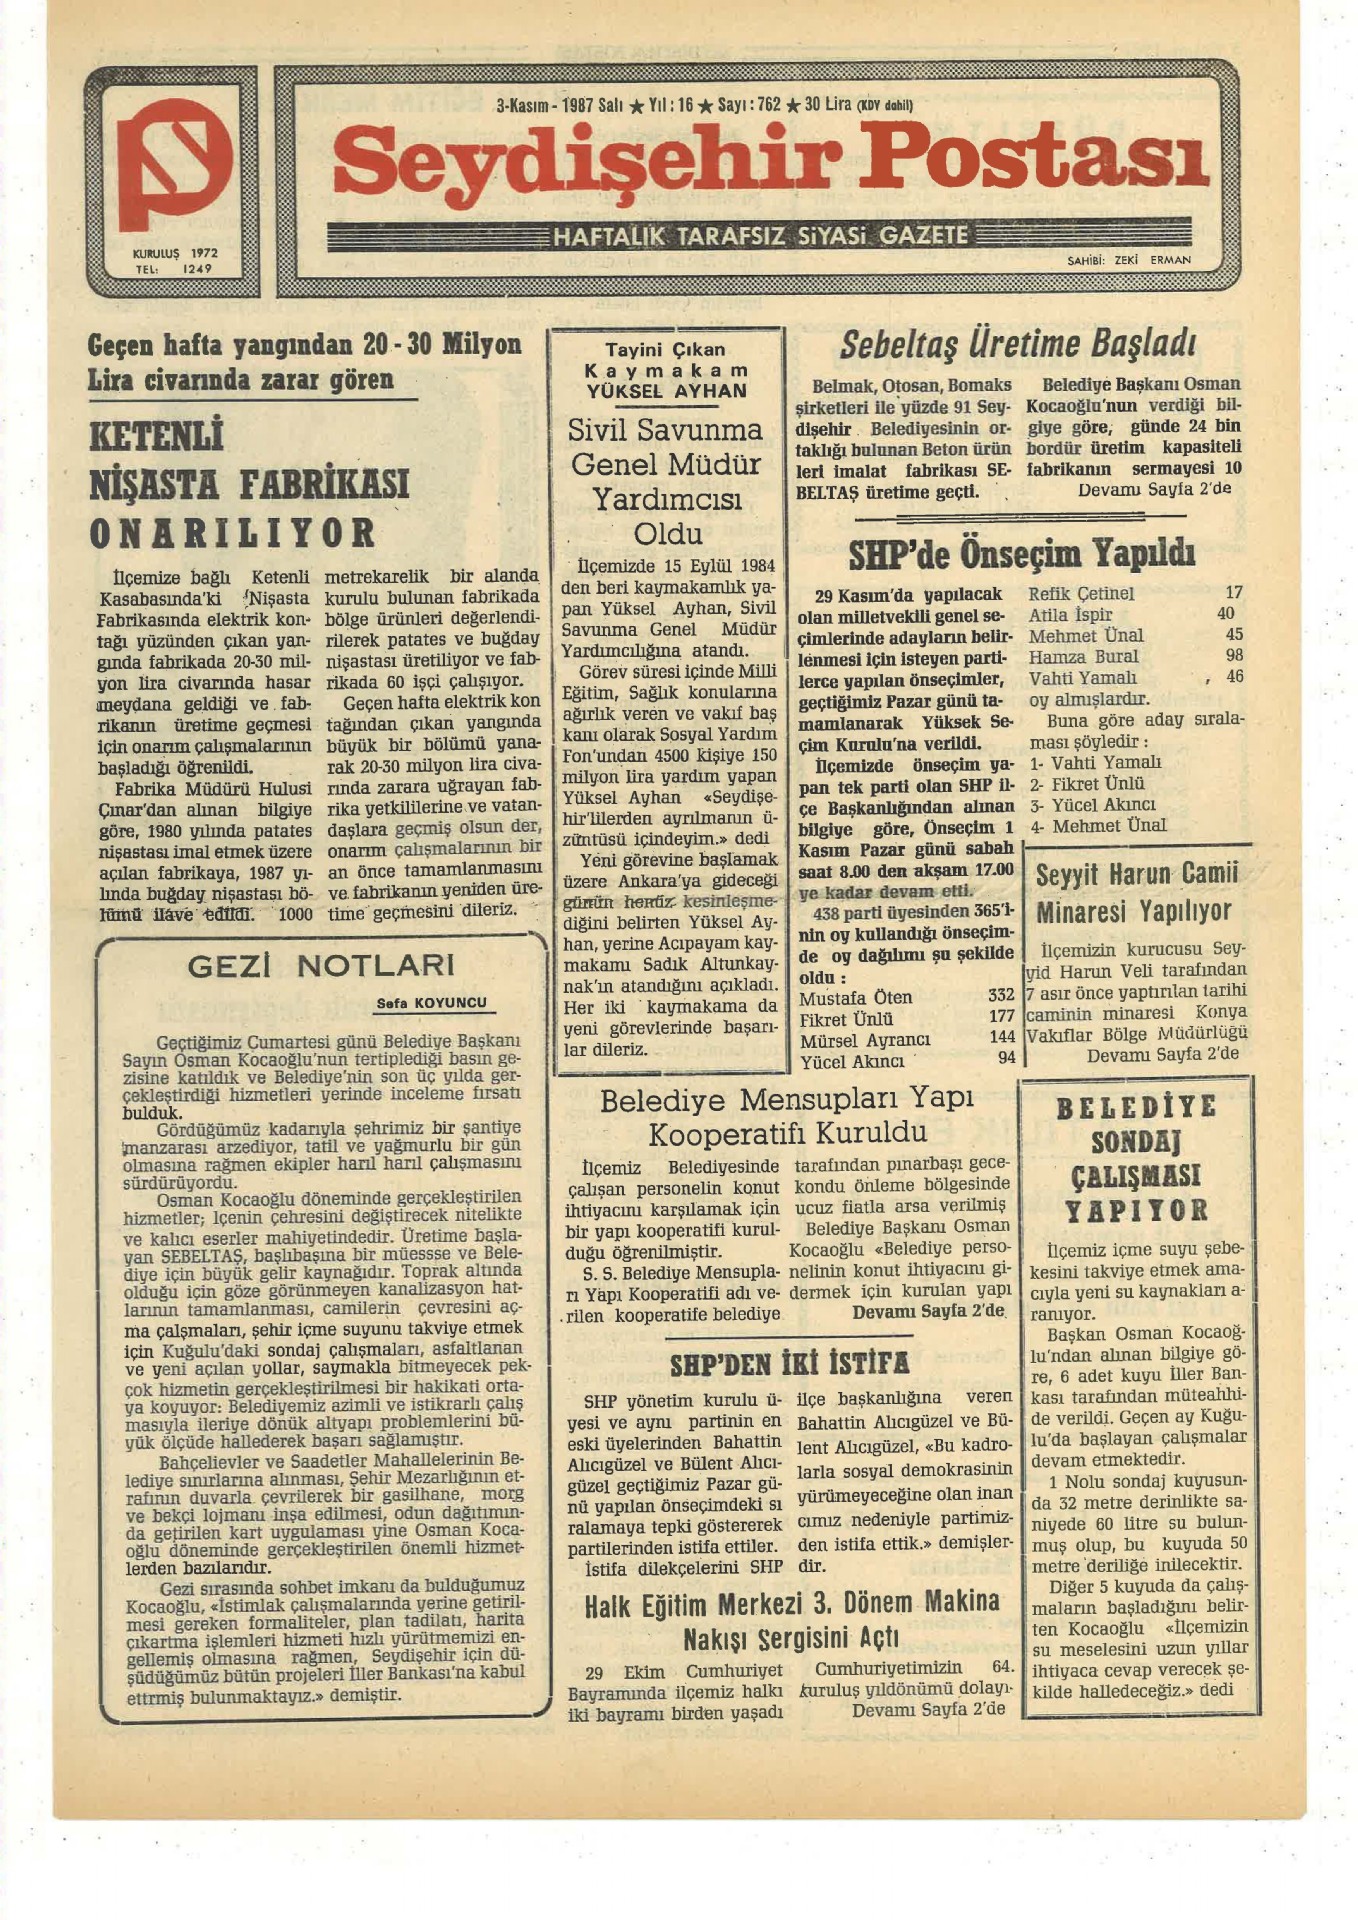 3-Kasım - 1987 Salı ★ Yıl : 16 ★ Sayı : 762 ★ 30 Lira (KDV dahil)
Seydişehir Postası
HAFTALIK TARAFSIZ SİYASİ GAZETE
SAHİBİ: ZEKİ ERMAN
KURULUŞ 1972
TEL: 1249
Geçen hafta yangından 20 - 30 Milyon
Lira civarında zarar gören
KETENLİ
NİŞASTA FABRİKASI
ONARILIYOR
İlçemize bağlı Ketenli
Kasabasında'ki Nişasta
Fabrikasında elektrik kon-
tağı yüzünden çıkan yan-
gında fabrikada 20-30 mil-
yon lira civarında hasar
meydana geldiği ve fab-
rikanın üretime geçmesi
için onarım çalışmalarının
başladığı öğrenildi.
Fabrika Müdürü Hulusi
Çınar'dan alınan bilgiye
göre, 1980 yılında patates
nişastası imal etmek üzere
açılan fabrikaya, 1987 yı-
lında buğday nişastası bö-
lümü ilave edildi. 1000
metrekarelik bir alanda
kurulu bulunan fabrikada
bölge ürünleri değerlendi-
rilerek patates ve buğday
nişastası üretiliyor ve fab-
rikada 60 işçi çalışıyor.
Geçen hafta elektrik kon
tağından çıkan yangında
büyük bir bölümü yana-
rak 20-30 milyon lira civa-
rında zarara uğrayan fab-
rika yetkililerine ve vatan-
daşlara geçmiş olsun der,
onarım çalışmalarının bir
an önce tamamlanmasını
ve fabrikanın yeniden üre-
time geçmesini dileriz.
GEZİ NOTLARI
Sefa KOYUNCU
Geçtiğimiz Çumartesi günü Belediye Başkanı
Sayın Osman Kocaoğlu'nun tertiplediği basın ge-
zisine katıldık ve Belediye'nin son üç yılda ger-
çekleştirdiği hizmetleri yerinde inceleme fırsatı
bulduk.
Gördüğümüz kadarıyla şehrimiz bir şantiye
manzarası arzediyor, tatil ve yağmurlu bir gün
olmasına rağmen ekipler harıl harıl çalışmasını
sürdürüyordu.
Osman Kocaoğlu döneminde gerçekleştirilen
hizmetler; İçenin çehresini değiştirecek nitelikte
ve kalıcı eserler mahiyetindedir. Üretime başla-
yan SEBELTAŞ, başlıbaşına bir müessse ve Bele-
diye için büyük gelir kaynağıdır. Toprak altında
olduğu için göze görünmeyen kanalizasyon hat-
larının tamamlanması, camilerin çevresini aç-
ma çalşmaları, şehir içme suyunu takviye etmek
için Kuğulu'daki sondaj çalışmaları, asfaltlanan
ve yeni açılan yollar, saymakla bitmeyecek pek-
çok hizmetin gerçekleştirilmesi bir hakikati orta-
ya koyuyor: Belediyemiz azimli ve istikrarlı çalış
masıyla ileriye dönük altyapı problemlerini bü-
yük ölçüde hallederek başarı sağlamıştır.
Bahçelievler ve Saadetler Mahallelerinin Be-
lediye sınırlarına alınması, Şehir Mezarlığının et-
rafının duvarla çevrilerek bir gasilhane, morg
ve bekçi lojmanı inşa edilmesi, odun dağıtımın-
da getirilen kart uygulaması yine Osman Koca-
oğlu döneminde gerçekleştirilen önemli hizmet-
lerden bazılarıdır.
Gezi sırasında sohbet imkanı da bulduğumuz
Kocaoğlu, «İstimlak çalışmalarında yerine getiril-
mesi gereken formaliteler, plan tadilatı, harita
çıkartma işlemleri hizmeti hızlı yürütmemizi en-
gellemiş olmasına rağmen, Seydişehir için dü-
şüdüğümüz bütün projeleri İller Bankası'na kabul
ettrmiş bulunmaktayız.» demiştir.
Tayini Çıkan
Kaymakam
YÜKSEL AYHAN
Sivil Savunma
Genel Müdür
Yardımcısı
Oldu
İlçemizde 15 Eylül 1984
den beri kaymakamlık ya-
pan Yüksel Ayhan, Sivil
Savunma Genel Müdür
Yardımcılığına atandı.
Görev süresi içinde Milli
Eğitim, Sağlık konularına
ağırlık veren ve vakıf baş
kanı olarak Sosyal Yardım
Fon'undan 4500 kişiye 150
milyon lira yardım yapan
Yüksel Ayhan «Seydişe-
hir'lilerden ayrılmanın ü-
züntüsü içindeyim.» dedi
Yeni görevine başlamak
üzere Ankara'ya gideceği
günün henüz kesinleşme-
diğini belirten Yüksel Ay-
han, yerine Acıpayam kay-
makamı Sadık Altunkay-
nak'ın atandığını açıkladı.
Her iki kaymakama da
yeni görevlerinde başarı-
lar dileriz.
Sebeltaş Üretime Başladı
Belmak, Otosan, Bomaks
şirketleri ile yüzde 91 Sey-
dişehir Belediyesinin or-
taklığı bulunan Beton ürün
leri imalat fabrikası SE-
BELTAŞ üretime geçti.
Belediye Başkanı Osman
Kocaoğlu'nun verdiği bil-
giye göre, günde 24 bin
bordür üretim kapasiteli
fabrikanın sermayesi 10
Devamı Sayfa 2'de
SHP'de Önseçim Yapıldı
29 Kasım'da yapılacak
olan milletvekili genel se-
çimlerinde adayların belir-
lenmesi için isteyen parti-
lerce yapılan önseçimler,
geçtiğimiz Pazar günü ta-
mamlanarak Yüksek Se-
çim Kurulu'na verildi.
İlçemizde önseçim ya-
pan tek parti olan SHP il-
çe Başkanlığından alınan
bilgiye göre, Önseçim 1
Kasım Pazar günü sabah
saat 8.00 den akşam 17.00
ye kadar devam etti.
438 parti üyesinden 365'i-
nin oy kullandığı önseçim-
de oy dağılımı şu şekilde
oldu :
Mustafa Öten 332
Fikret Ünlü 177
Mürsel Ayrancı 144
Yücel Akıncı 94
Refik Çetinel 17
Atila İspir 40
Mehmet Ünal 45
Hamza Bural 98
Vahti Yamalı 46
oy almışlardır.
Buna göre aday sırala-
ması şöyledir :
1- Vahti Yamalı
2- Fikret Ünlü
3- Yücel Akıncı
4- Mehmet Ünal
Seyyit Harun Camii
Minaresi Yapılıyor
İlçemizin kurucusu Sey-
yid Harun Veli tarafından
7 asır önce yaptırılan tarihi
caminin minaresi Konya
Vakıflar Bölge Müdürlüğü
Devamı Sayfa 2'de
Belediye Mensupları Yapı
Kooperatifi Kuruldu
İlçemiz Belediyesinde
çalışan personelin konut
ihtiyacını karşılamak için
bir yapı kooperatifi kurul-
duğu öğrenilmiştir.
S. S. Belediye Mensupla-
rı Yapı Kooperatifi adı ve-
rilen kooperatife belediye
tarafından pınarbaşı gece-
kondu önleme bölgesinde
ucuz fiatla arsa verilmiş
Belediye Başkanı Osman
Kocaoğlu «Belediye perso-
nelinin konut ihtiyacını gi-
dermek için kurulan yapı
Devamı Sayfa 2'de
SHP'DEN İKİ İSTİFA
SHP yönetim kurulu ü-
yesi ve aynı partinin en
eski üyelerinden Bahattin
Alıcıgüzel ve Bülent Alıcı-
güzel geçtiğimiz Pazar gü-
nü yapılan önseçimdeki sı
ralamaya tepki göstererek
partilerinden istifa ettiler.
İstifa dilekçelerini SHP
ilçe başkanlığına veren
Bahattin Alıcıgüzel ve Bü-
lent Alıcıgüzel, «Bu kadro-
larla sosyal demokrasinin
yürümeyeceğine olan inan
cımız nedeniyle partimiz-
den istifa ettik.» demişler-
dir.
Halk Eğitim Merkezi 3. Dönem Makina
Nakışı Sergisini Açtı
29 Ekim Cumhuriyet
Bayramında ilçemiz halkı
iki bayramı birden yaşadı
Cumhuriyetimizin 64.
kuruluş yıldönümü dolayı-
Devamı Sayfa 2'de
BELEDİYE
SONDAJ
ÇALIŞMASI
YAPIYOR
İlçemiz içme suyu şebe-
kesini takviye etmek ama-
cıyla yeni su kaynakları a-
ranıyor.
Başkan Osman Kocaoğ-
lu'ndan alınan bilgiye gö-
re, 6 adet kuyu İller Ban-
kası tarafından müteahhi-
de verildi. Geçen ay Kuğu-
lu'da başlayan çalışmalar
devam etmektedir.
1 Nolu sondaj kuyusun-
da 32 metre derinlikte sa-
niyede 60 litre su bulun-
muş olup, bu kuyuda 50
metre deriliğe inilecektir.
Diğer 5 kuyuda da çalış-
maların başladığını belir-
ten Kocaoğlu «İlçemizin
su meselesini uzun yıllar
ihtiyaca cevap verecek şe-
kilde halledeceğiz.» dedi